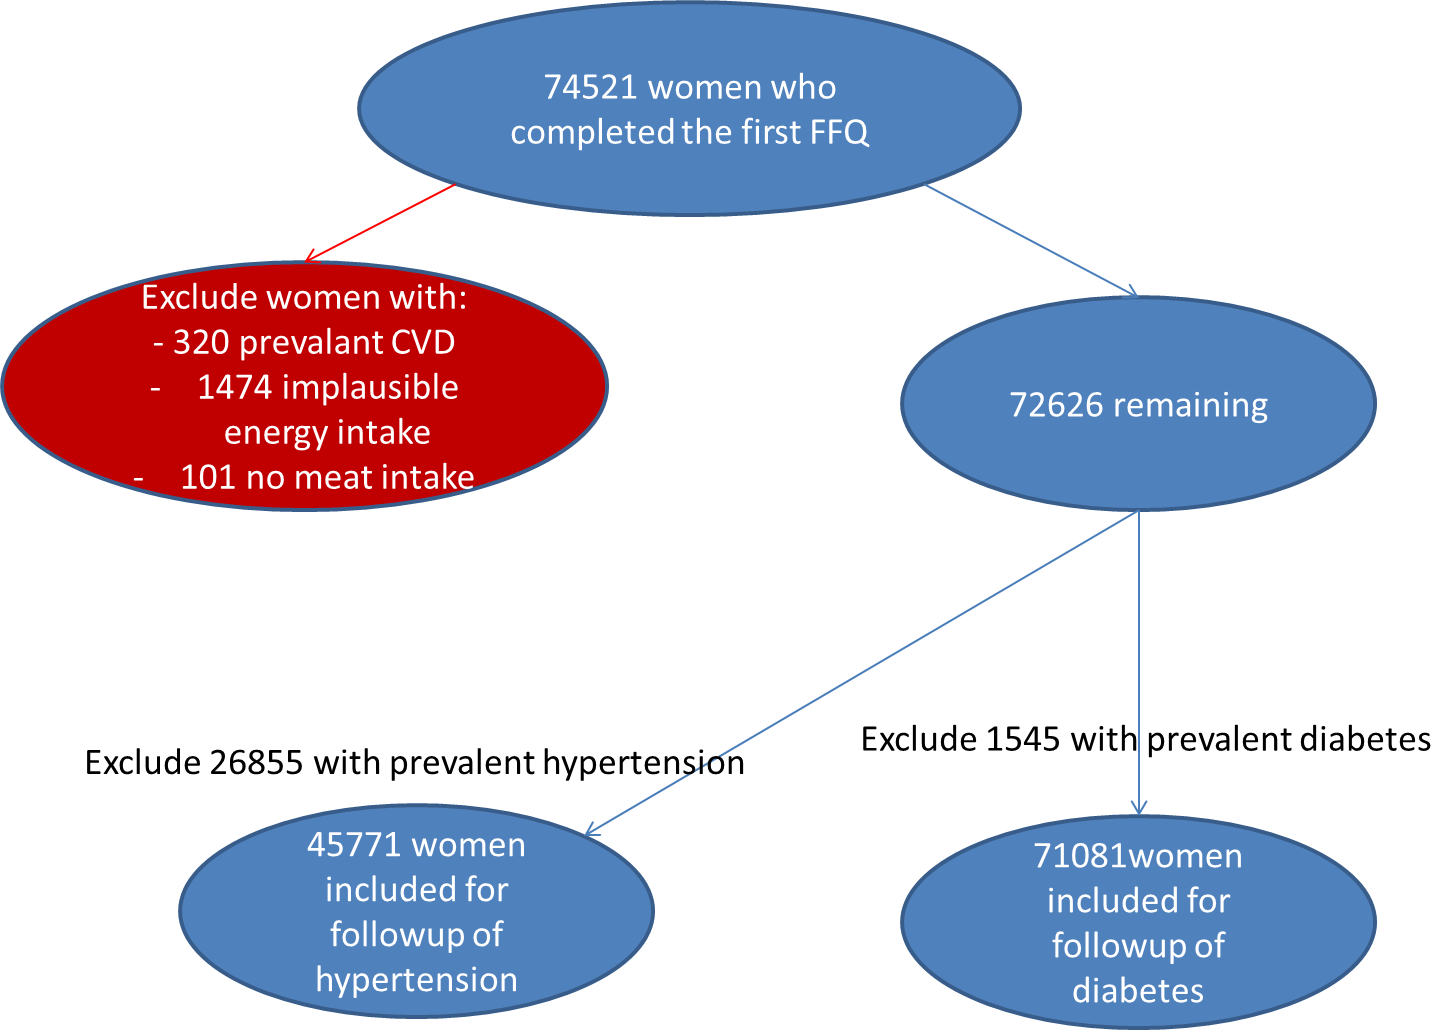 74521 women who
completed the first FFQ
Exclude women with:
- 320 prevalant CVD
- 1474 implausible
energy intake
- 101 no meat intake
72626 remaining
Exclude 26855 with prevalent hypertension
Exclude 1545 with prevalent diabetes
45771 women
included for
followup of
hypertension
71081women
included for
followup of
diabetes